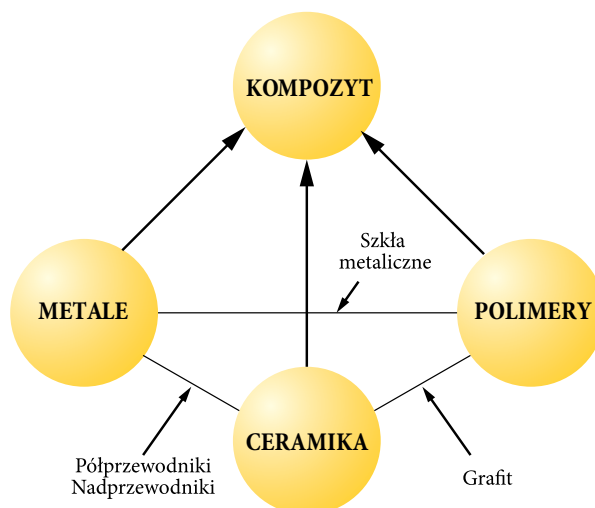 KOMPOZYT
Szkła
metaliczne
METALE
POLIMERY
CERAMIKA
Półprzewodniki
Nadprzewodniki
Grafit